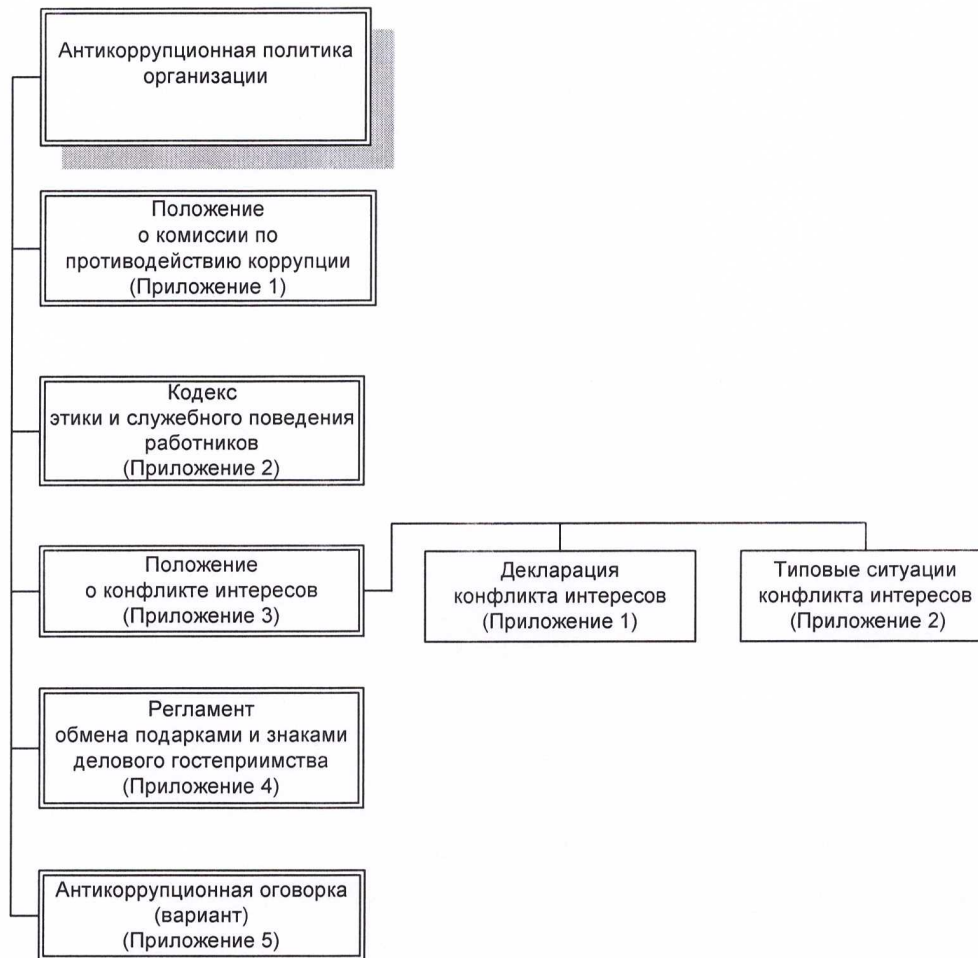 Антикоррупционная политика
организации
Положение
о комиссии по
противодействию коррупции
(Приложение 1)
Кодекс
этики и служебного поведения
работников
(Приложение 2)
Положение
о конфликте интересов
(Приложение 3)
Декларация
конфликта интересов
(Приложение 1)
Типовые ситуации
конфликта интересов
(Приложение 2)
Регламент
обмена подарками и знаками
делового гостеприимства
(Приложение 4)
Антикоррупционная оговорка
(вариант)
(Приложение 5)